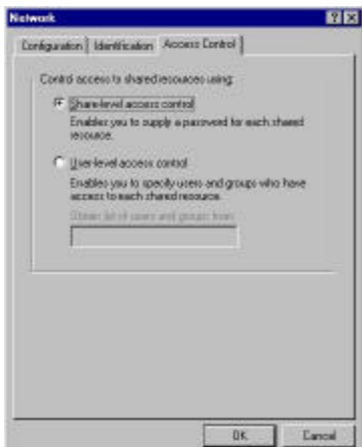 Network
Configuration Identification Access Control
Control access to shared resources using:
Share-level access control
Enables you to supply a password for each shared
resource.
User-level access control
Enables you to specify users and groups who have
access to each shared resource.
Obtain list of users and groups from:
OK Cancel